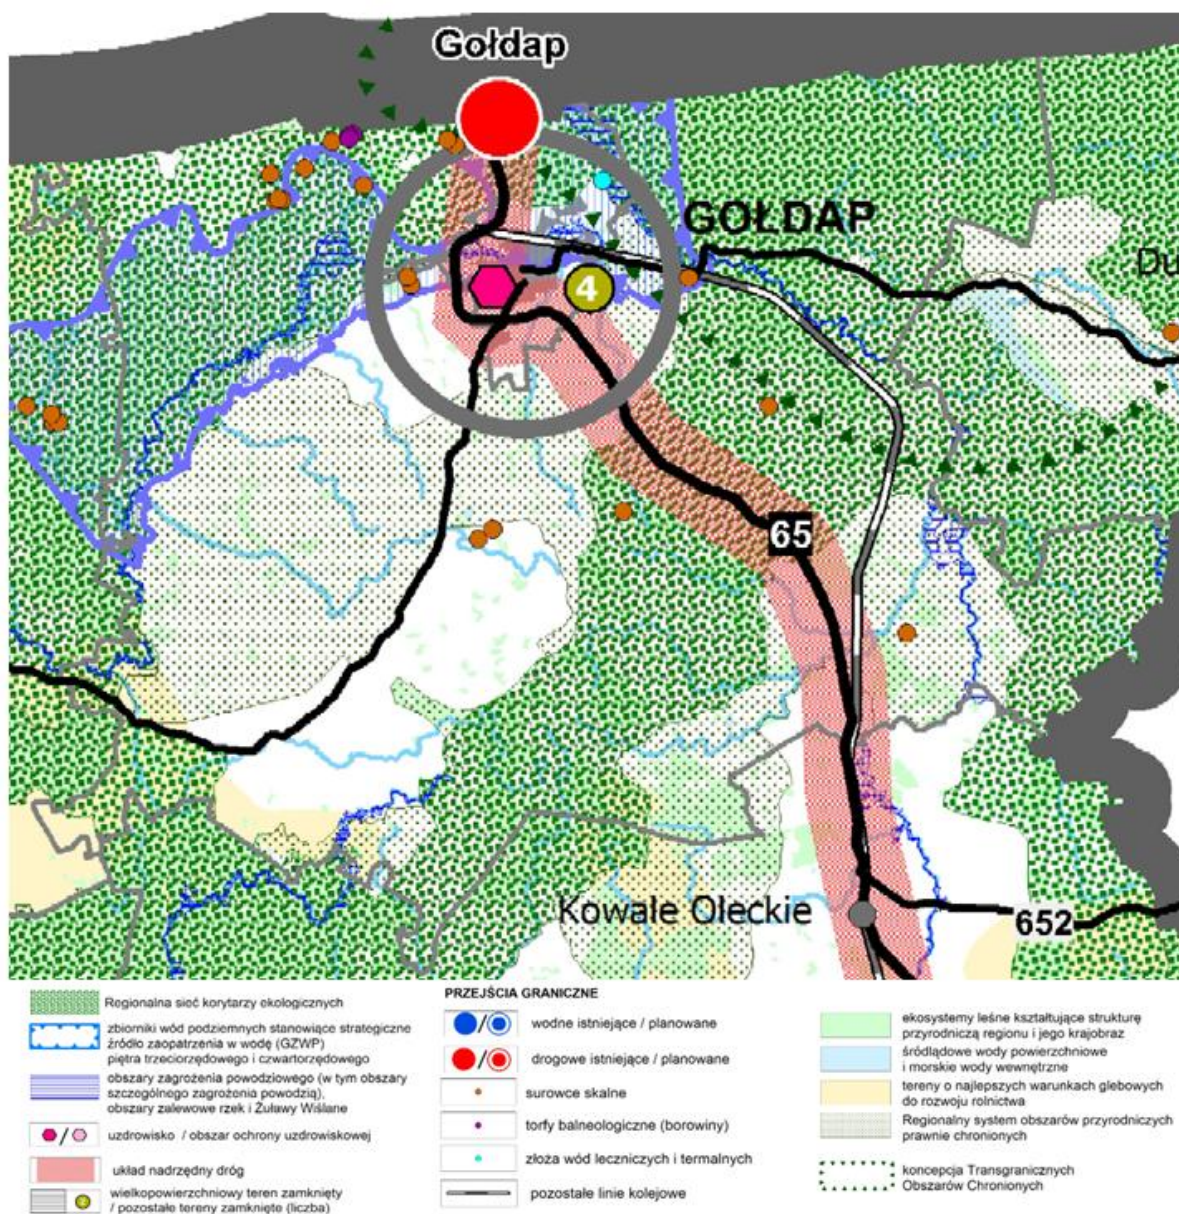 Gołdap
GOŁDAP
Du
4
65
Kowale Oleckie
652
Regionalna sieć korytarzy ekologicznych
zbiorniki wód podziemnych stanowiące strategiczne
źródło zaopatrzenia w wodę (GZWP)
piętra trzeciorzędowego i czwartorzędowego
obszary zagrożenia powodziowego (w tym obszary
szczególnego zagrożenia powodzią),
obszary zalewowe rzek i Żuławy Wiślane
uzdrowisko / obszar ochrony uzdrowiskowej
układ nadrzędny dróg
wielkopowierzchniowy teren zamknięty
/ pozostałe tereny zamknięte (liczba)
PRZEJŚCIA GRANICZNE
wodne istniejące / planowane
drogowe istniejące / planowane
surowce skalne
torfy balneologiczne (borowiny)
złoża wód leczniczych i termalnych
pozostałe linie kolejowe
ekosystemy leśne kształtujące strukturę
przyrodniczą regionu i jego krajobraz
śródlądowe wody powierzchniowe
i morskie wody wewnętrzne
tereny o najlepszych warunkach glebowych
do rozwoju rolnictwa
Regionalny system obszarów przyrodniczych
prawnie chronionych
koncepcja Transgranicznych
Obszarów Chronionych